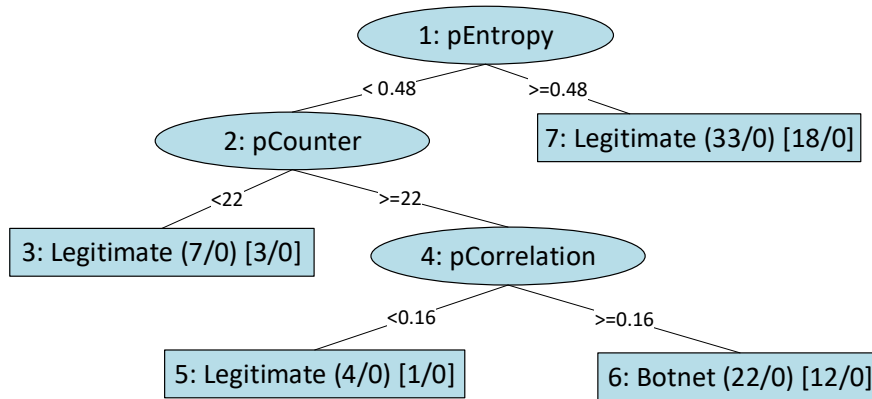 1: pEntropy
< 0.48
>=0.48
2: pCounter
7: Legitimate (33/0) [18/0]
<22
>=22
3: Legitimate (7/0) [3/0]
4: pCorrelation
<0.16
>=0.16
5: Legitimate (4/0) [1/0]
6: Botnet (22/0) [12/0]